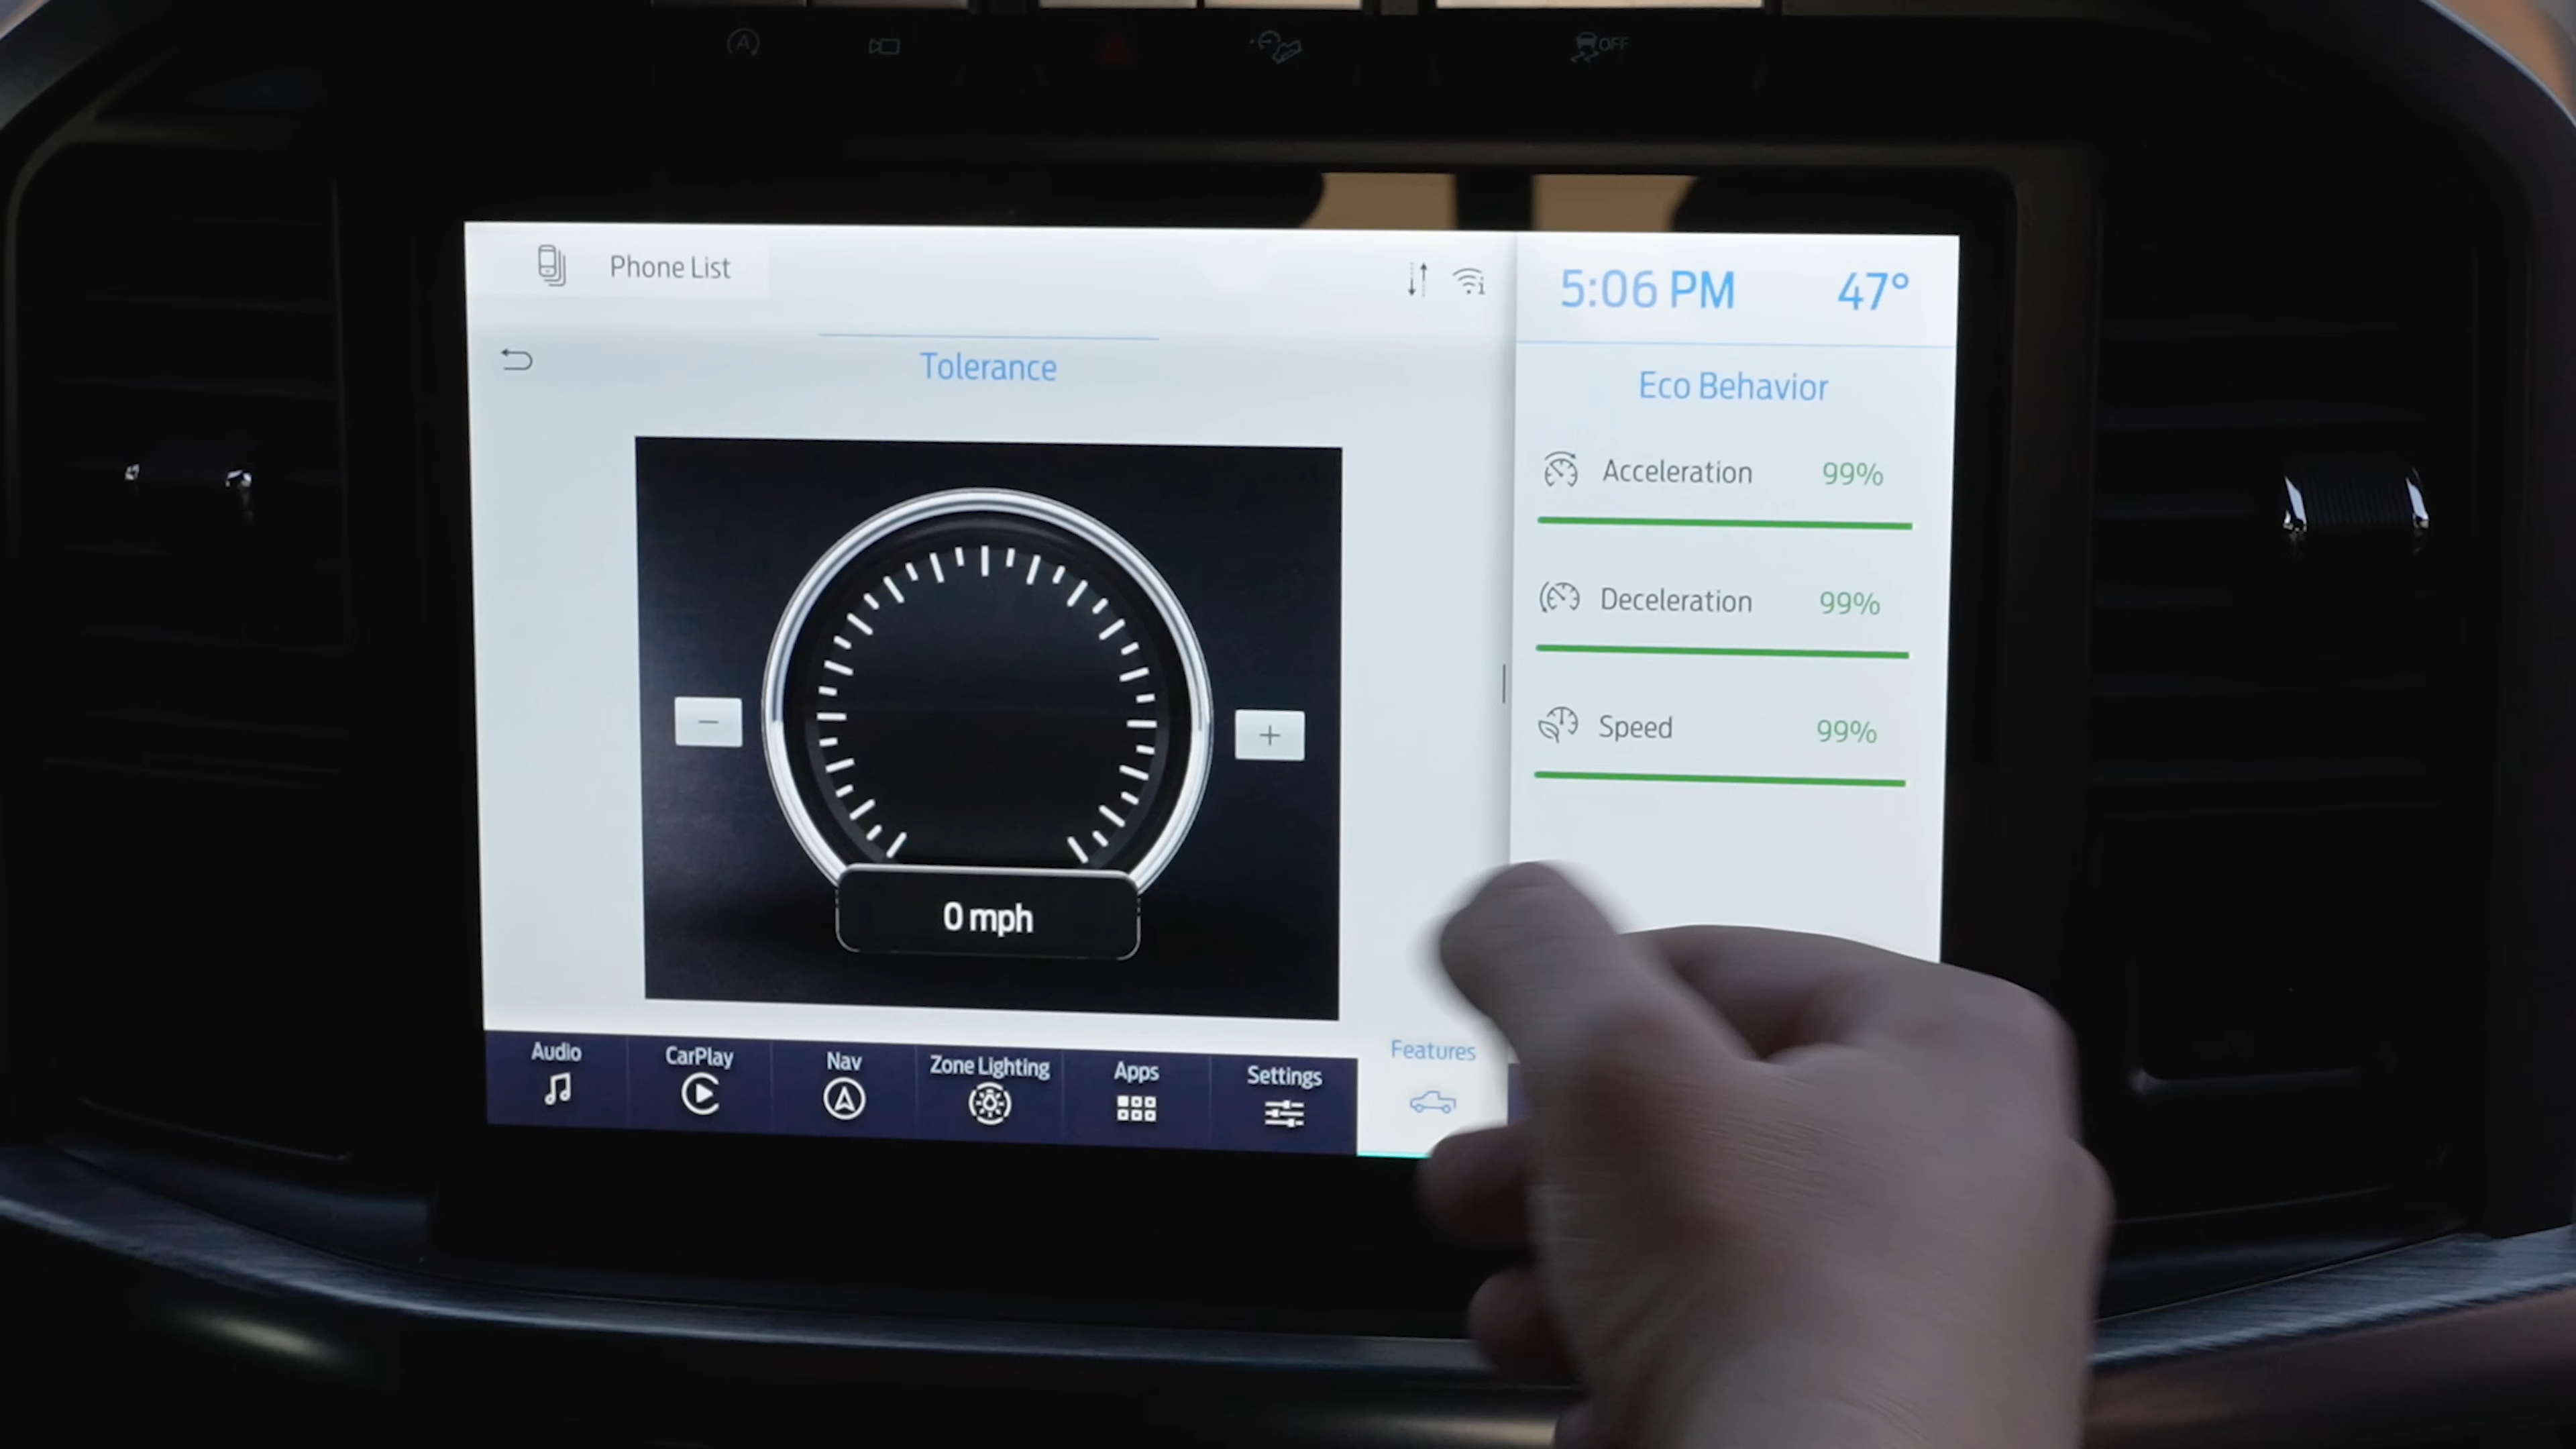 OFF
Phone List
5:06 PM 47°
Tolerance
Eco Behavior
Acceleration 99%
Deceleration 99%
Speed 99%
−
+
0 mph
Audio
CarPlay
Nav
Zone Lighting
Apps
Settings
Features